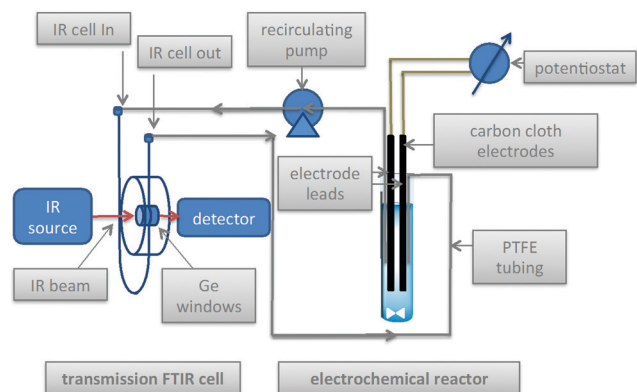 IR cell In
IR cell out
recirculating
pump
potentiostat
carbon cloth
electrodes
electrode
leads
IR
source
detector
IR beam
Ge
windows
PTFE
tubing
transmission FTIR cell
electrochemical reactor